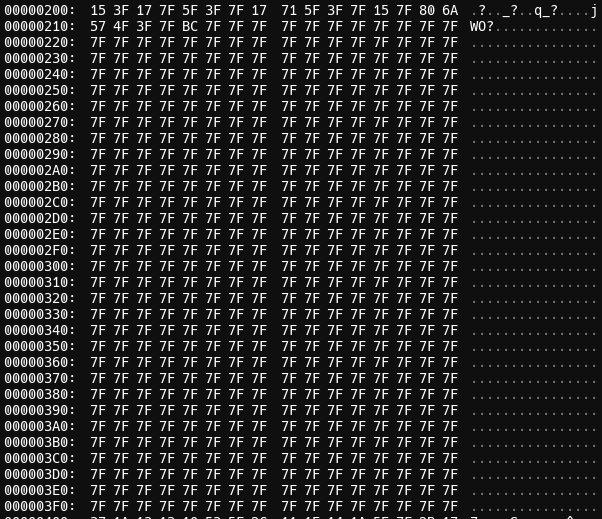 00000200: 15 3F 17 7F 5F 3F 7F 17 71 5F 3F 7F 15 7F 80 6A .?.._?..q_?....j
00000210: 57 4F 3F 7F BC 7F 7F 7F 7F 7F 7F 7F 7F 7F 7F 7F WO?.............
00000220: 7F 7F 7F 7F 7F 7F 7F 7F 7F 7F 7F 7F 7F 7F 7F 7F ................
00000230: 7F 7F 7F 7F 7F 7F 7F 7F 7F 7F 7F 7F 7F 7F 7F 7F ................
00000240: 7F 7F 7F 7F 7F 7F 7F 7F 7F 7F 7F 7F 7F 7F 7F 7F ................
00000250: 7F 7F 7F 7F 7F 7F 7F 7F 7F 7F 7F 7F 7F 7F 7F 7F ................
00000260: 7F 7F 7F 7F 7F 7F 7F 7F 7F 7F 7F 7F 7F 7F 7F 7F ................
00000270: 7F 7F 7F 7F 7F 7F 7F 7F 7F 7F 7F 7F 7F 7F 7F 7F ................
00000280: 7F 7F 7F 7F 7F 7F 7F 7F 7F 7F 7F 7F 7F 7F 7F 7F ................
00000290: 7F 7F 7F 7F 7F 7F 7F 7F 7F 7F 7F 7F 7F 7F 7F 7F ................
000002A0: 7F 7F 7F 7F 7F 7F 7F 7F 7F 7F 7F 7F 7F 7F 7F 7F ................
000002B0: 7F 7F 7F 7F 7F 7F 7F 7F 7F 7F 7F 7F 7F 7F 7F 7F ................
000002C0: 7F 7F 7F 7F 7F 7F 7F 7F 7F 7F 7F 7F 7F 7F 7F 7F ................
000002D0: 7F 7F 7F 7F 7F 7F 7F 7F 7F 7F 7F 7F 7F 7F 7F 7F ................
000002E0: 7F 7F 7F 7F 7F 7F 7F 7F 7F 7F 7F 7F 7F 7F 7F 7F ................
000002F0: 7F 7F 7F 7F 7F 7F 7F 7F 7F 7F 7F 7F 7F 7F 7F 7F ................
00000300: 7F 7F 7F 7F 7F 7F 7F 7F 7F 7F 7F 7F 7F 7F 7F 7F ................
00000310: 7F 7F 7F 7F 7F 7F 7F 7F 7F 7F 7F 7F 7F 7F 7F 7F ................
00000320: 7F 7F 7F 7F 7F 7F 7F 7F 7F 7F 7F 7F 7F 7F 7F 7F ................
00000330: 7F 7F 7F 7F 7F 7F 7F 7F 7F 7F 7F 7F 7F 7F 7F 7F ................
00000340: 7F 7F 7F 7F 7F 7F 7F 7F 7F 7F 7F 7F 7F 7F 7F 7F ................
00000350: 7F 7F 7F 7F 7F 7F 7F 7F 7F 7F 7F 7F 7F 7F 7F 7F ................
00000360: 7F 7F 7F 7F 7F 7F 7F 7F 7F 7F 7F 7F 7F 7F 7F 7F ................
00000370: 7F 7F 7F 7F 7F 7F 7F 7F 7F 7F 7F 7F 7F 7F 7F 7F ................
00000380: 7F 7F 7F 7F 7F 7F 7F 7F 7F 7F 7F 7F 7F 7F 7F 7F ................
00000390: 7F 7F 7F 7F 7F 7F 7F 7F 7F 7F 7F 7F 7F 7F 7F 7F ................
000003A0: 7F 7F 7F 7F 7F 7F 7F 7F 7F 7F 7F 7F 7F 7F 7F 7F ................
000003B0: 7F 7F 7F 7F 7F 7F 7F 7F 7F 7F 7F 7F 7F 7F 7F 7F ................
000003C0: 7F 7F 7F 7F 7F 7F 7F 7F 7F 7F 7F 7F 7F 7F 7F 7F ................
000003D0: 7F 7F 7F 7F 7F 7F 7F 7F 7F 7F 7F 7F 7F 7F 7F 7F ................
000003E0: 7F 7F 7F 7F 7F 7F 7F 7F 7F 7F 7F 7F 7F 7F 7F 7F ................
000003F0: 7F 7F 7F 7F 7F 7F 7F 7F 7F 7F 7F 7F 7F 7F 7F 7F ................